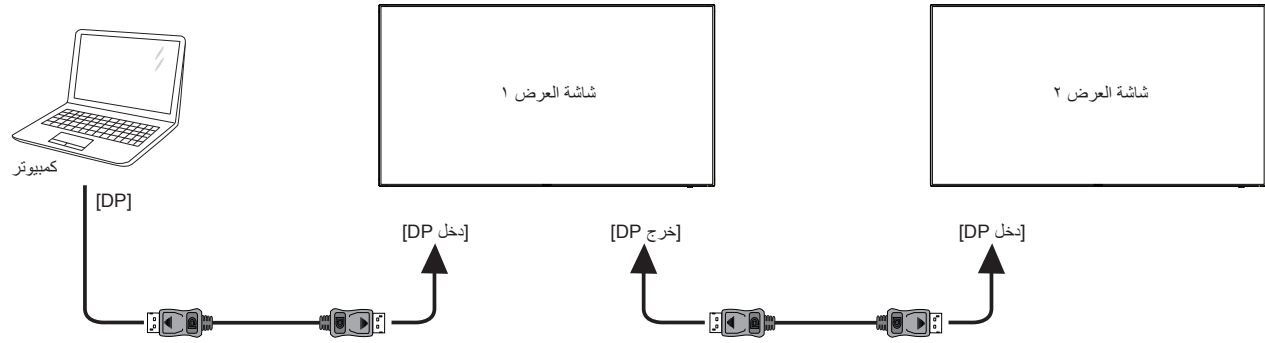 شاشة العرض ١
شاشة العرض ٢
كمبيوتر
[DP]
[دخل DP]
[خرج DP]
[دخل DP]